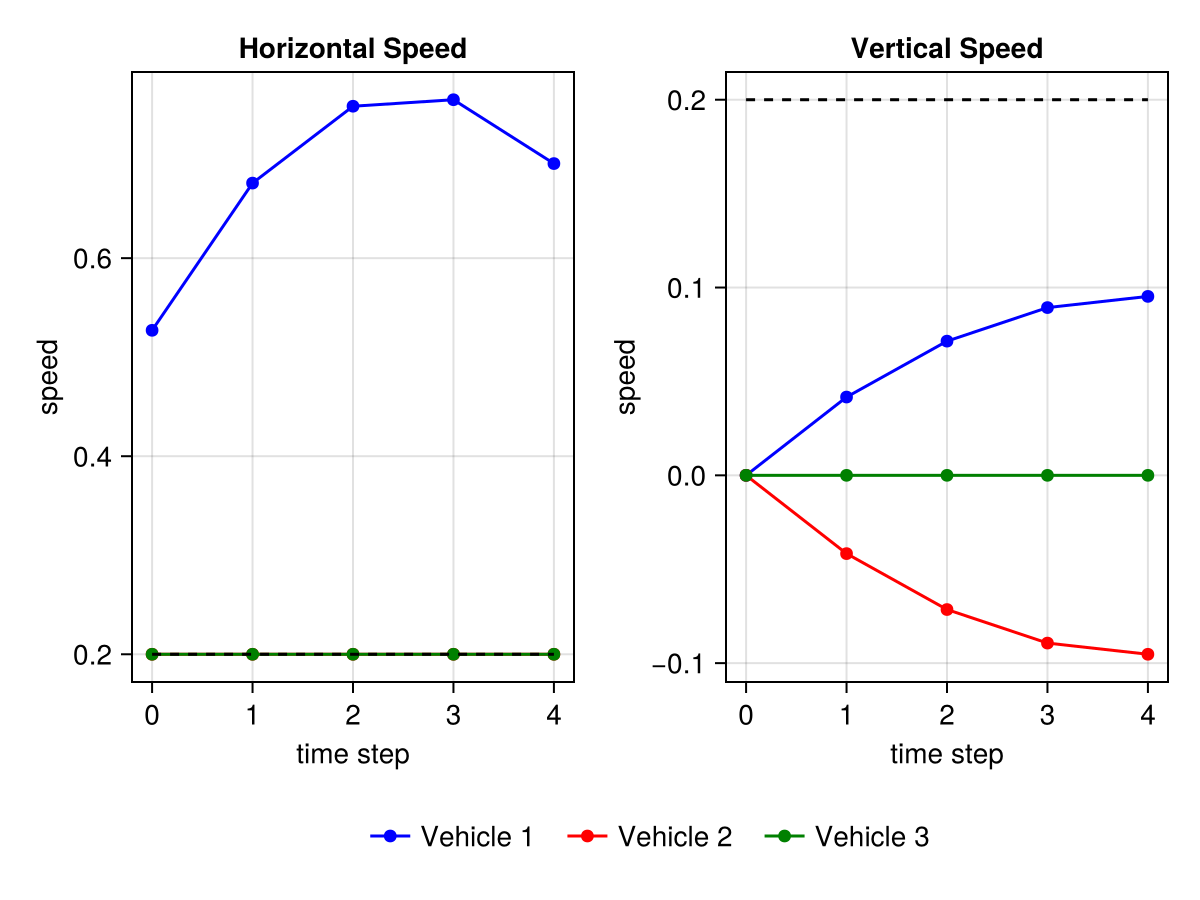 Horizontal Speed
speed
0.6
0.4
0.2
0 1 2 3 4
time step
Vertical Speed
speed
0.2
0.1
0.0
−0.1
0 1 2 3 4
time step
Vehicle 1 Vehicle 2 Vehicle 3